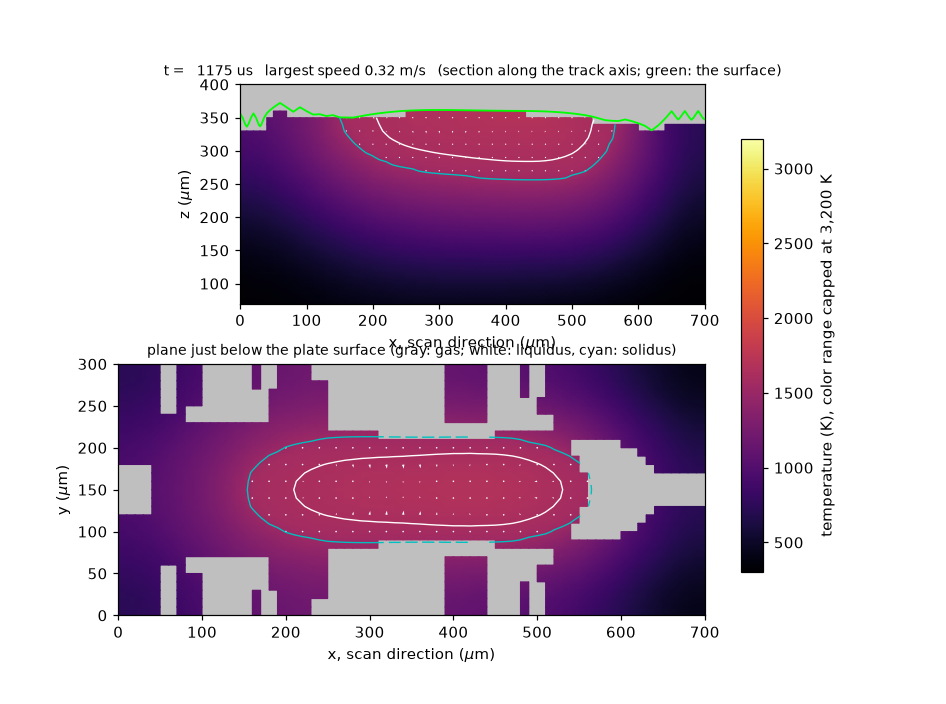 t =   1175 us   largest speed 0.32 m/s   (section along the track axis; green: the surface)
400
350
300
250
200
150
100
z (μm)
0 100 200 300 400 500 600 700
x, scan direction (μm)
plane just below the plate surface (gray: gas; white: liquidus, cyan: solidus)
300
250
200
150
100
50
0
y (μm)
0 100 200 300 400 500 600 700
x, scan direction (μm)
3000
2500
2000
1500
1000
500
temperature (K), color range capped at 3,200 K